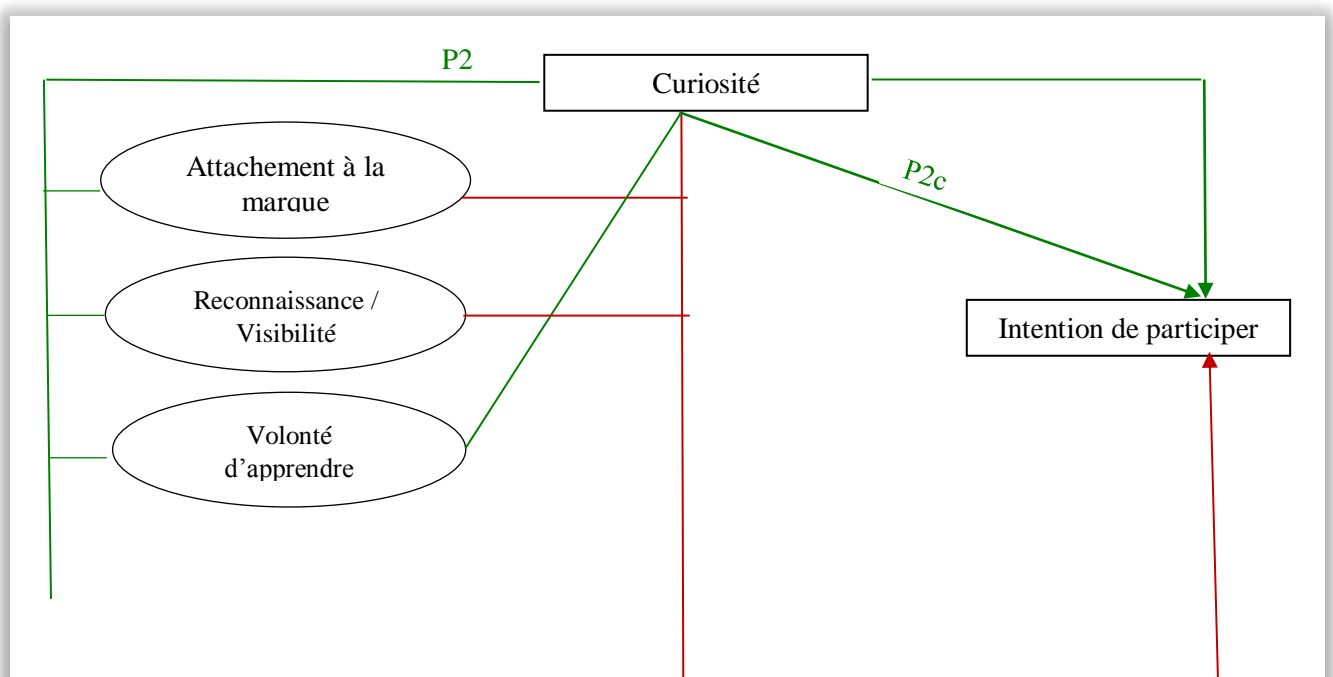 P2
Curiosité
Attachement à la
marque
P2c
Reconnaissance /
Visibilité
Intention de participer
Volonté
d’apprendre